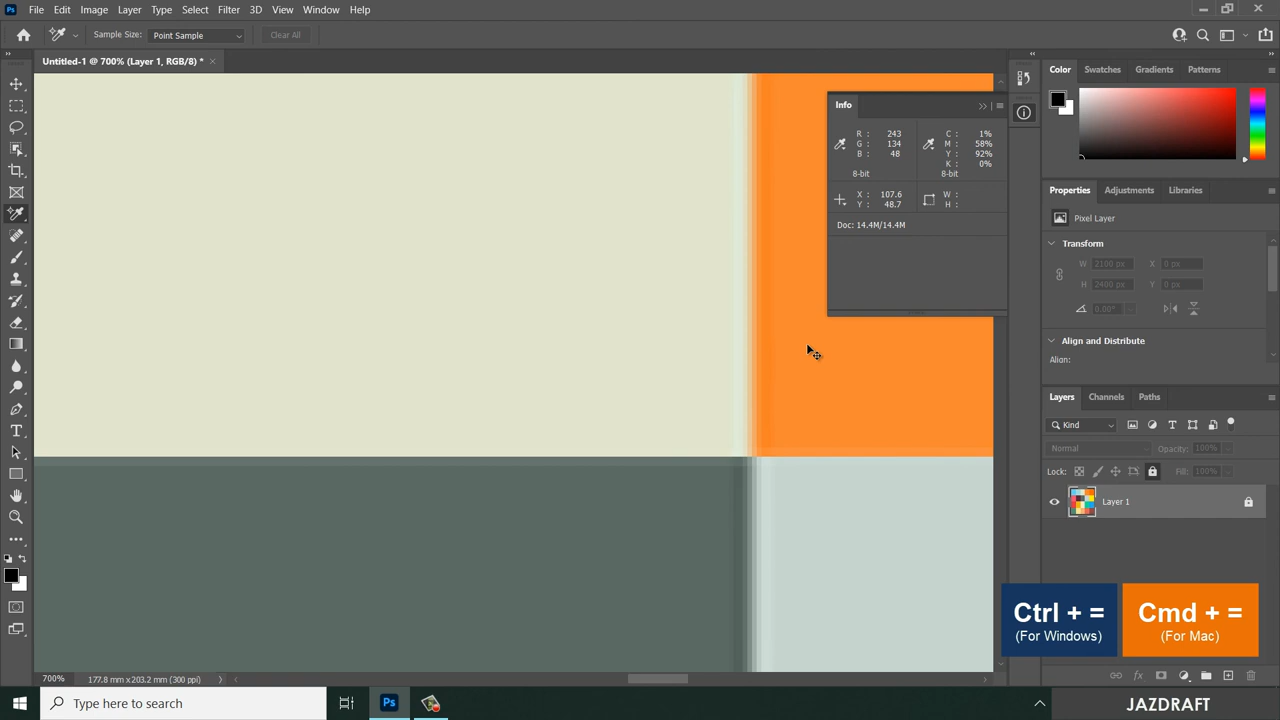 Ps File Edit Image Layer Type Select Filter 3D View Window Help
Sample Size: Point Sample Clear All
Untitled-1 @ 700% (Layer 1, RGB/8) *
Color Swatches Gradients Patterns
Info
R : 243 C : 1%
G : 134 M : 58%
B : 48 Y : 92%
K : 0%
8-bit 8-bit
X : 107.6 W :
Y : 48.7 H :
Doc: 14.4M/14.4M
Properties Adjustments Libraries
Pixel Layer
Transform
W 2100 px X 0 px
H 2400 px Y 0 px
0.00°
Align and Distribute
Align:
Layers Channels Paths
Kind
Normal Opacity: 100%
Lock: Fill: 100%
Layer 1
Ctrl + = Cmd + =
(For Windows) (For Mac)
700% 177.8 mm x 203.2 mm (300 ppi)
Type here to search Ps JAZDRAFT